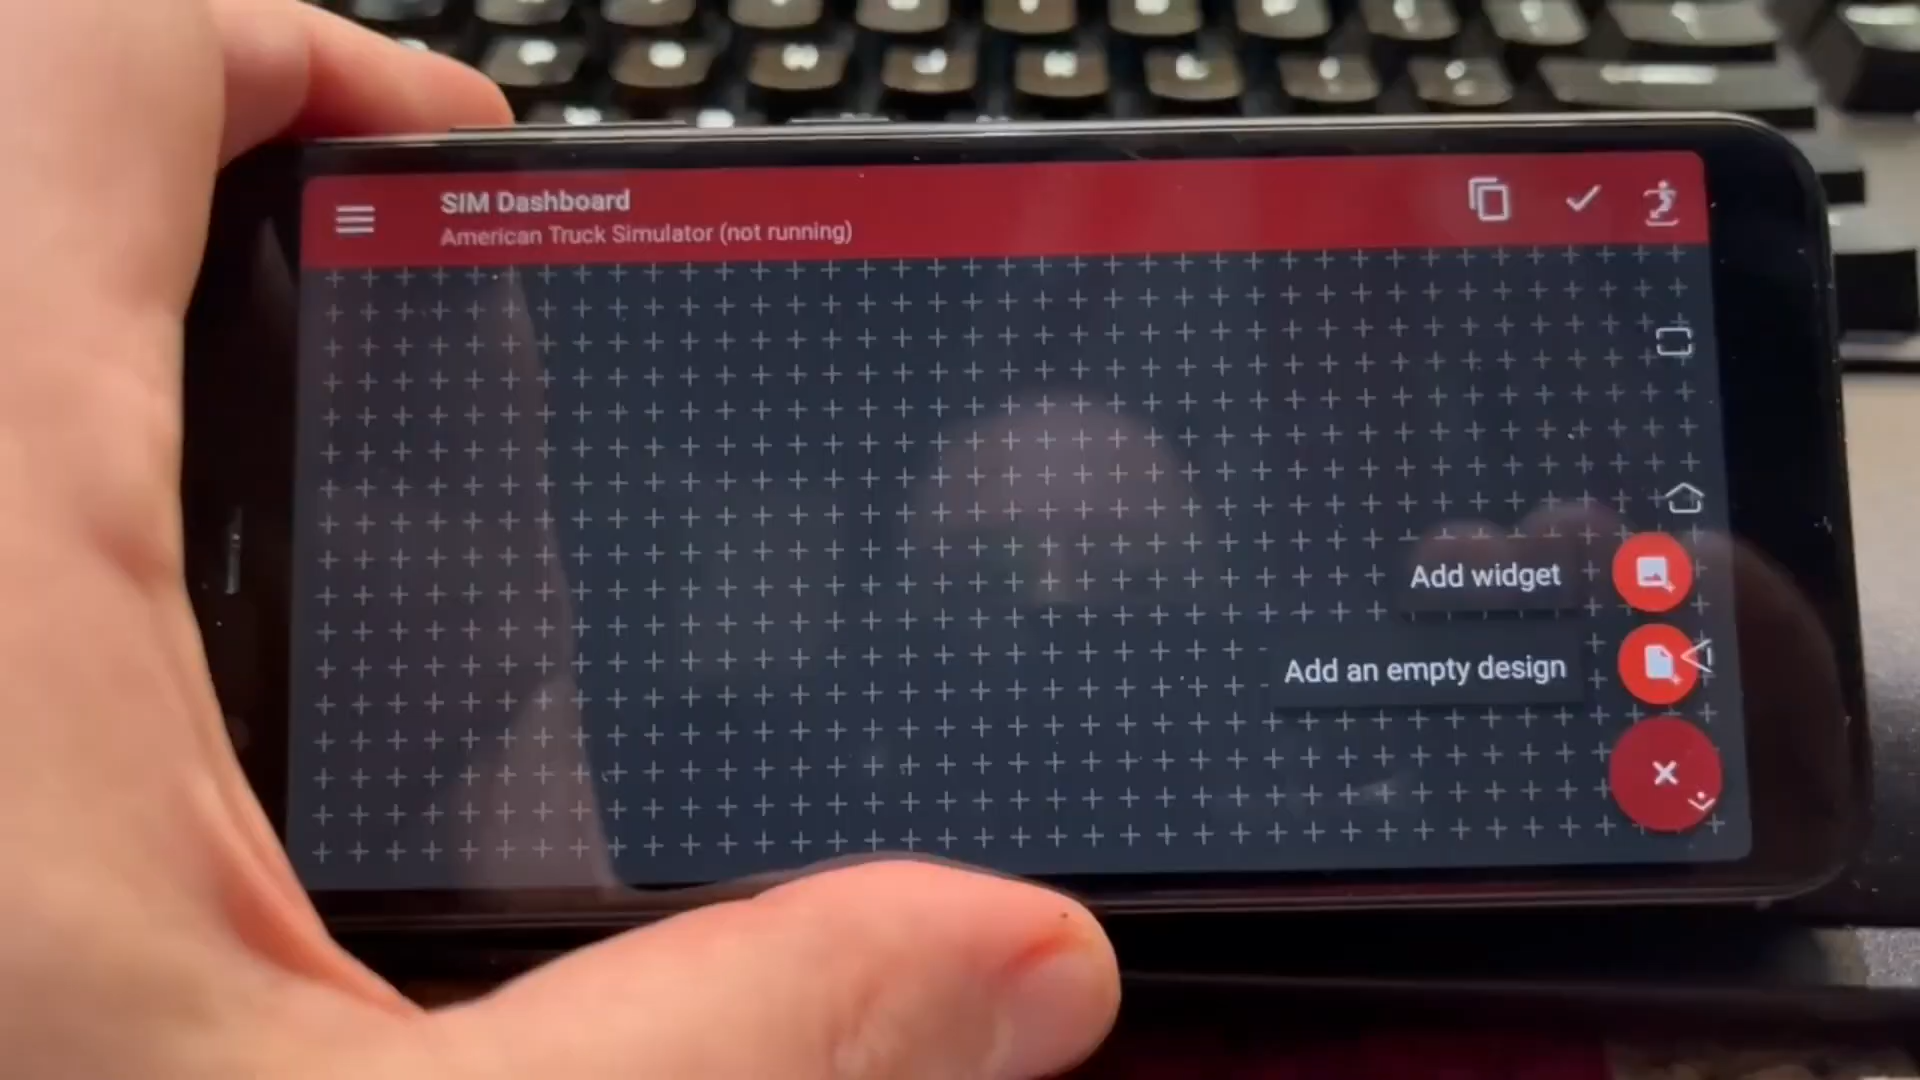 SIM Dashboard
American Truck Simulator (not running)
Add widget
Add an empty design